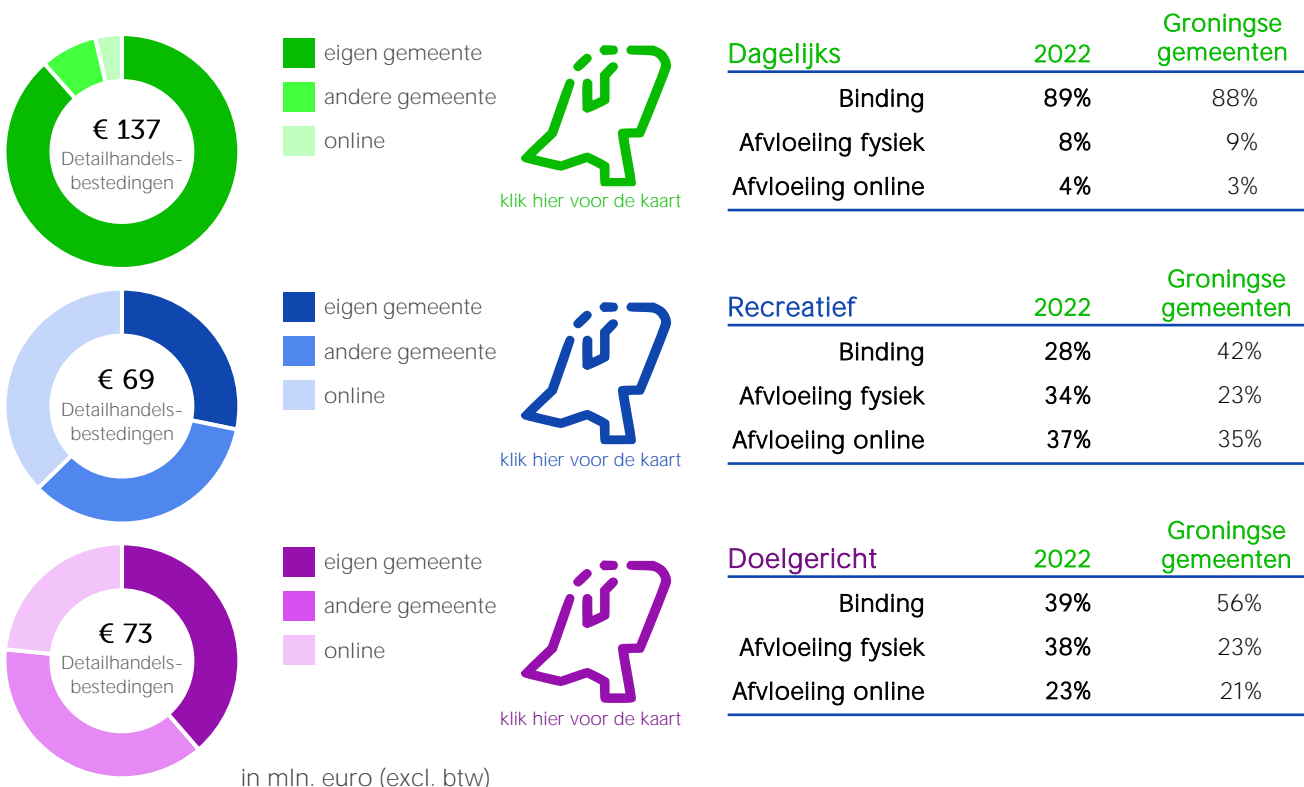 € 137
Detailhandels-
bestedingen
eigen gemeente
andere gemeente
online
klik hier voor de kaart
Groningse
Dagelijks 2022 gemeenten
Binding 89% 88%
Afvloeiing fysiek 8% 9%
Afvloeiing online 4% 3%
€ 69
Detailhandels-
bestedingen
eigen gemeente
andere gemeente
online
klik hier voor de kaart
Groningse
Recreatief 2022 gemeenten
Binding 28% 42%
Afvloeiing fysiek 34% 23%
Afvloeiing online 37% 35%
€ 73
Detailhandels-
bestedingen
eigen gemeente
andere gemeente
online
klik hier voor de kaart
Groningse
Doelgericht 2022 gemeenten
Binding 39% 56%
Afvloeiing fysiek 38% 23%
Afvloeiing online 23% 21%
in mln. euro (excl. btw)